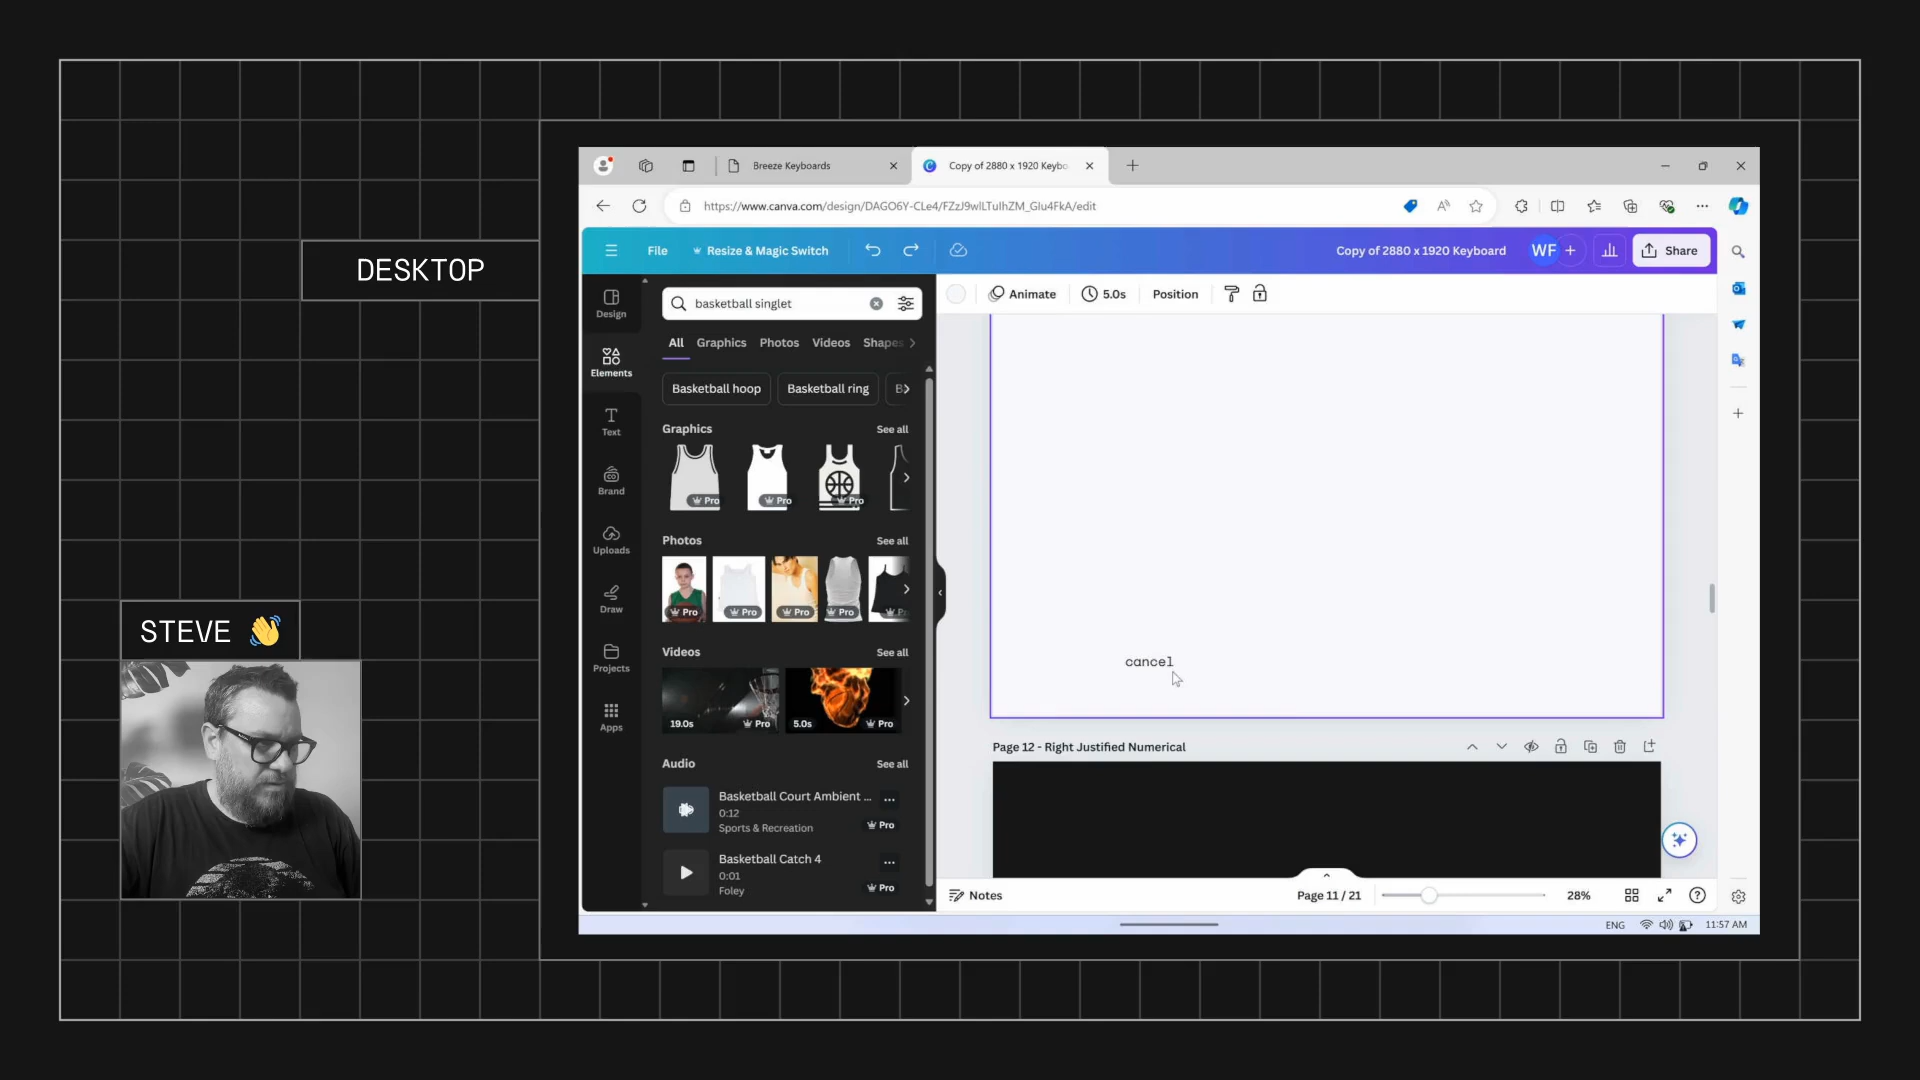 DESKTOP
STEVE 👋
Breeze Keyboards
Copy of 2880 x 1920 Keybo
https://www.canva.com/design/DAGO6Y-CLe4/FZzJ9wlLTulhZM_Glu4FkA/edit
File
Resize & Magic Switch
Copy of 2880 x 1920 Keyboard
WF
Share
Design
Elements
Text
Brand
Uploads
Draw
Projects
Apps
basketball singlet
All
Graphics
Photos
Videos
Shapes
Basketball hoop
Basketball ring
B
Graphics
See all
Pro
Pro
Pro
Photos
See all
Pro
Pro
Pro
Pro
Pr
Videos
See all
19.0s
Pro
5.0s
Pro
Audio
See all
Basketball Court Ambient ...
0:12
Sports & Recreation
Pro
Basketball Catch 4
0:01
Foley
Pro
Animate
5.0s
Position
cancel
Page 12 - Right Justified Numerical
Notes
Page 11 / 21
28%
ENG
11:57 AM